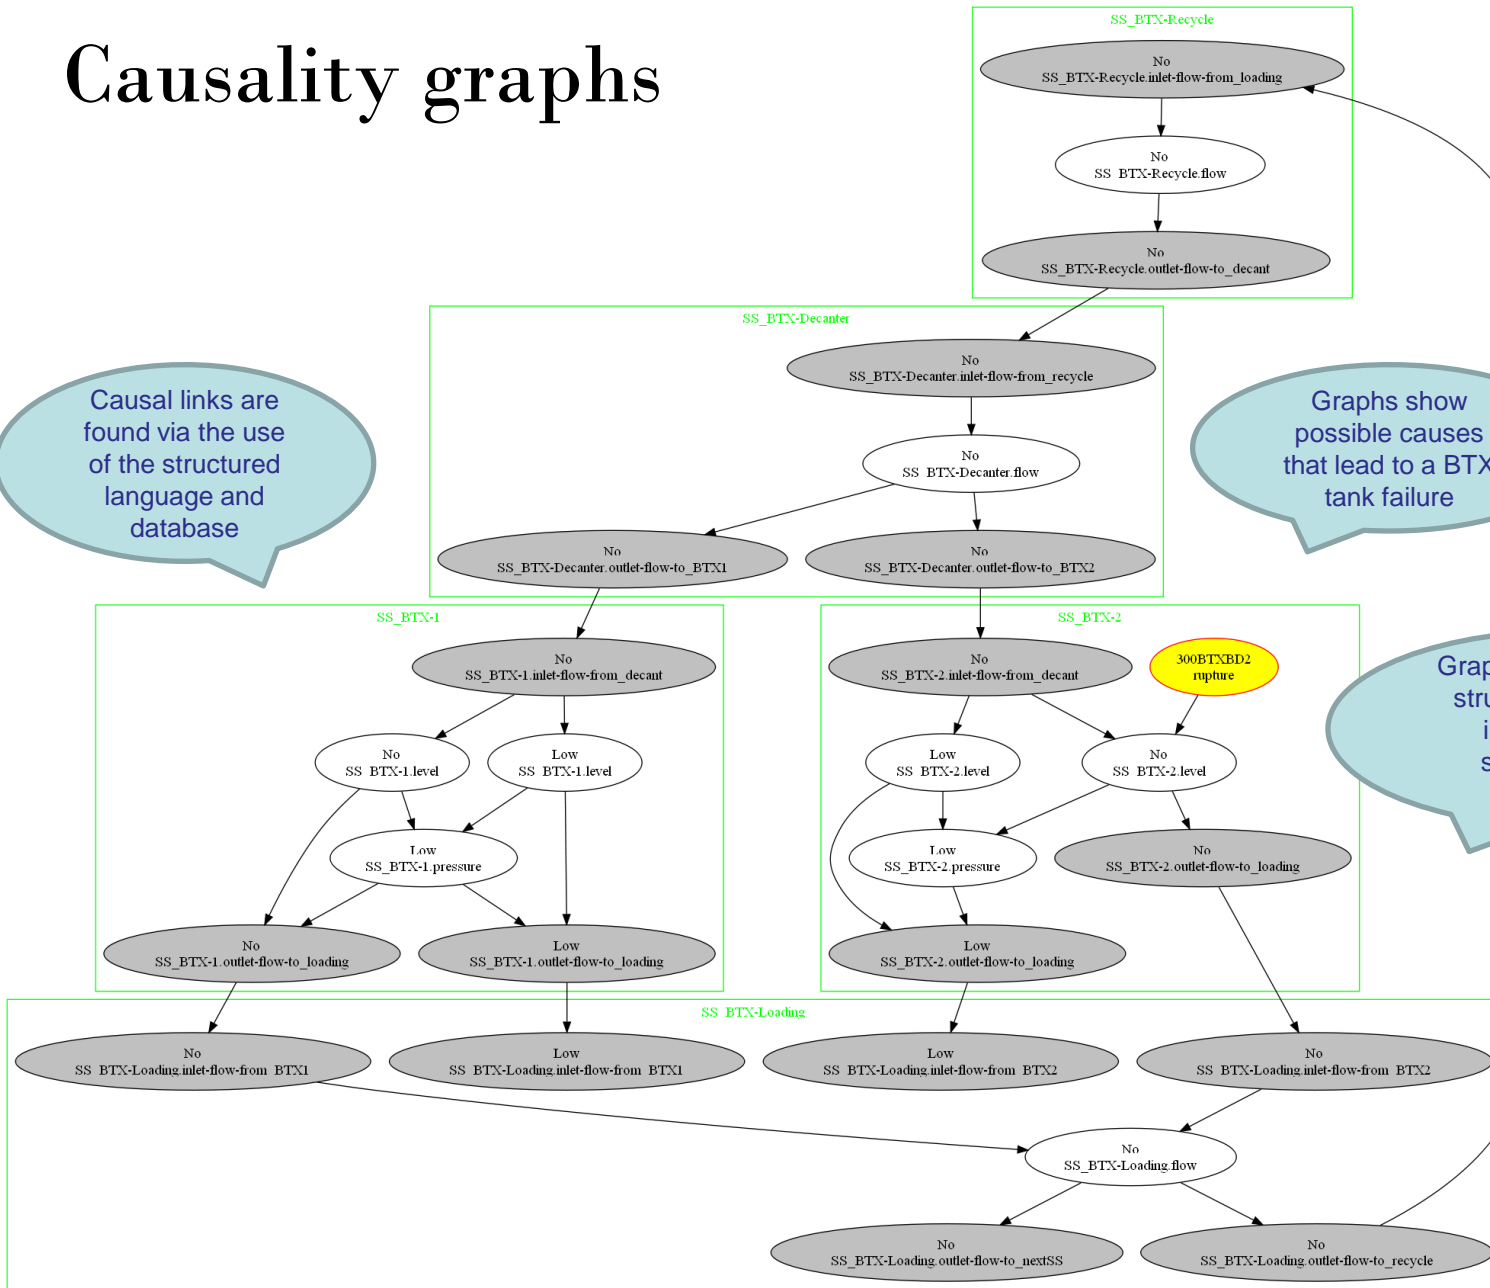 Causality graphs
SS_BTX-Recycle
No
SS_BTX-Recycle.inlet-flow-from_loading
No
SS_BTX-Recycle.flow
No
SS_BTX-Recycle.outlet-flow-to_decant
SS_BTX-Decanter
No
SS_BTX-Decanter.inlet-flow-from_recycle
No
SS_BTX-Decanter.flow
No
SS_BTX-Decanter.outlet-flow-to_BTX1
No
SS_BTX-Decanter.outlet-flow-to_BTX2
Causal links are
found via the use
of the structured
language and
database
Graphs show
possible causes
that lead to a BTX
tank failure
SS_BTX-1
No
SS_BTX-1.inlet-flow-from_decant
No
SS_BTX-1.level
Low
SS_BTX-1.level
Low
SS_BTX-1.pressure
No
SS_BTX-1.outlet-flow-to_loading
Low
SS_BTX-1.outlet-flow-to_loading
SS_BTX-2
No
SS_BTX-2.inlet-flow-from_decant
300BTXBD2
rupture
Low
SS_BTX-2.level
No
SS_BTX-2.level
Low
SS_BTX-2.pressure
No
SS_BTX-2.outlet-flow-to_loading
Low
SS_BTX-2.outlet-flow-to_loading
SS_BTX-Loading
No
SS_BTX-Loading.inlet-flow-from_BTX1
Low
SS_BTX-Loading.inlet-flow-from_BTX1
Low
SS_BTX-Loading.inlet-flow-from_BTX2
No
SS_BTX-Loading.inlet-flow-from_BTX2
No
SS_BTX-Loading.flow
No
SS_BTX-Loading.outlet-flow-to_nextSS
No
SS_BTX-Loading.outlet-flow-to_recycle